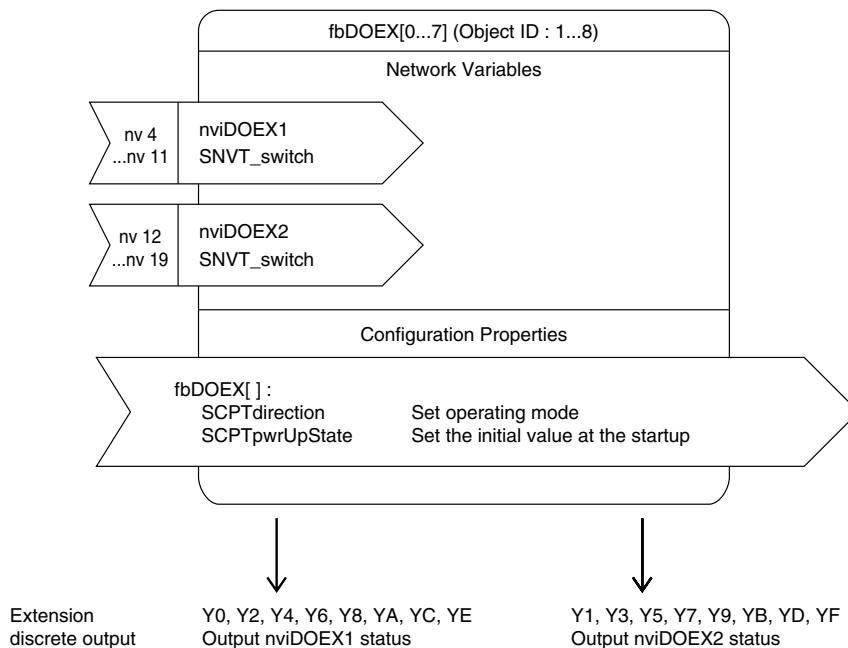 fbDOEX[0...7] (Object ID : 1...8)
Network Variables
nv 4
...nv 11
nviDOEX1
SNVT_switch
nv 12
...nv 19
nviDOEX2
SNVT_switch
Configuration Properties
fbDOEX[ ] :
SCPTdirection Set operating mode
SCPTpwrUpState Set the initial value at the startup
Extension
discrete output
Y0, Y2, Y4, Y6, Y8, YA, YC, YE
Output nviDOEX1 status
Y1, Y3, Y5, Y7, Y9, YB, YD, YF
Output nviDOEX2 status